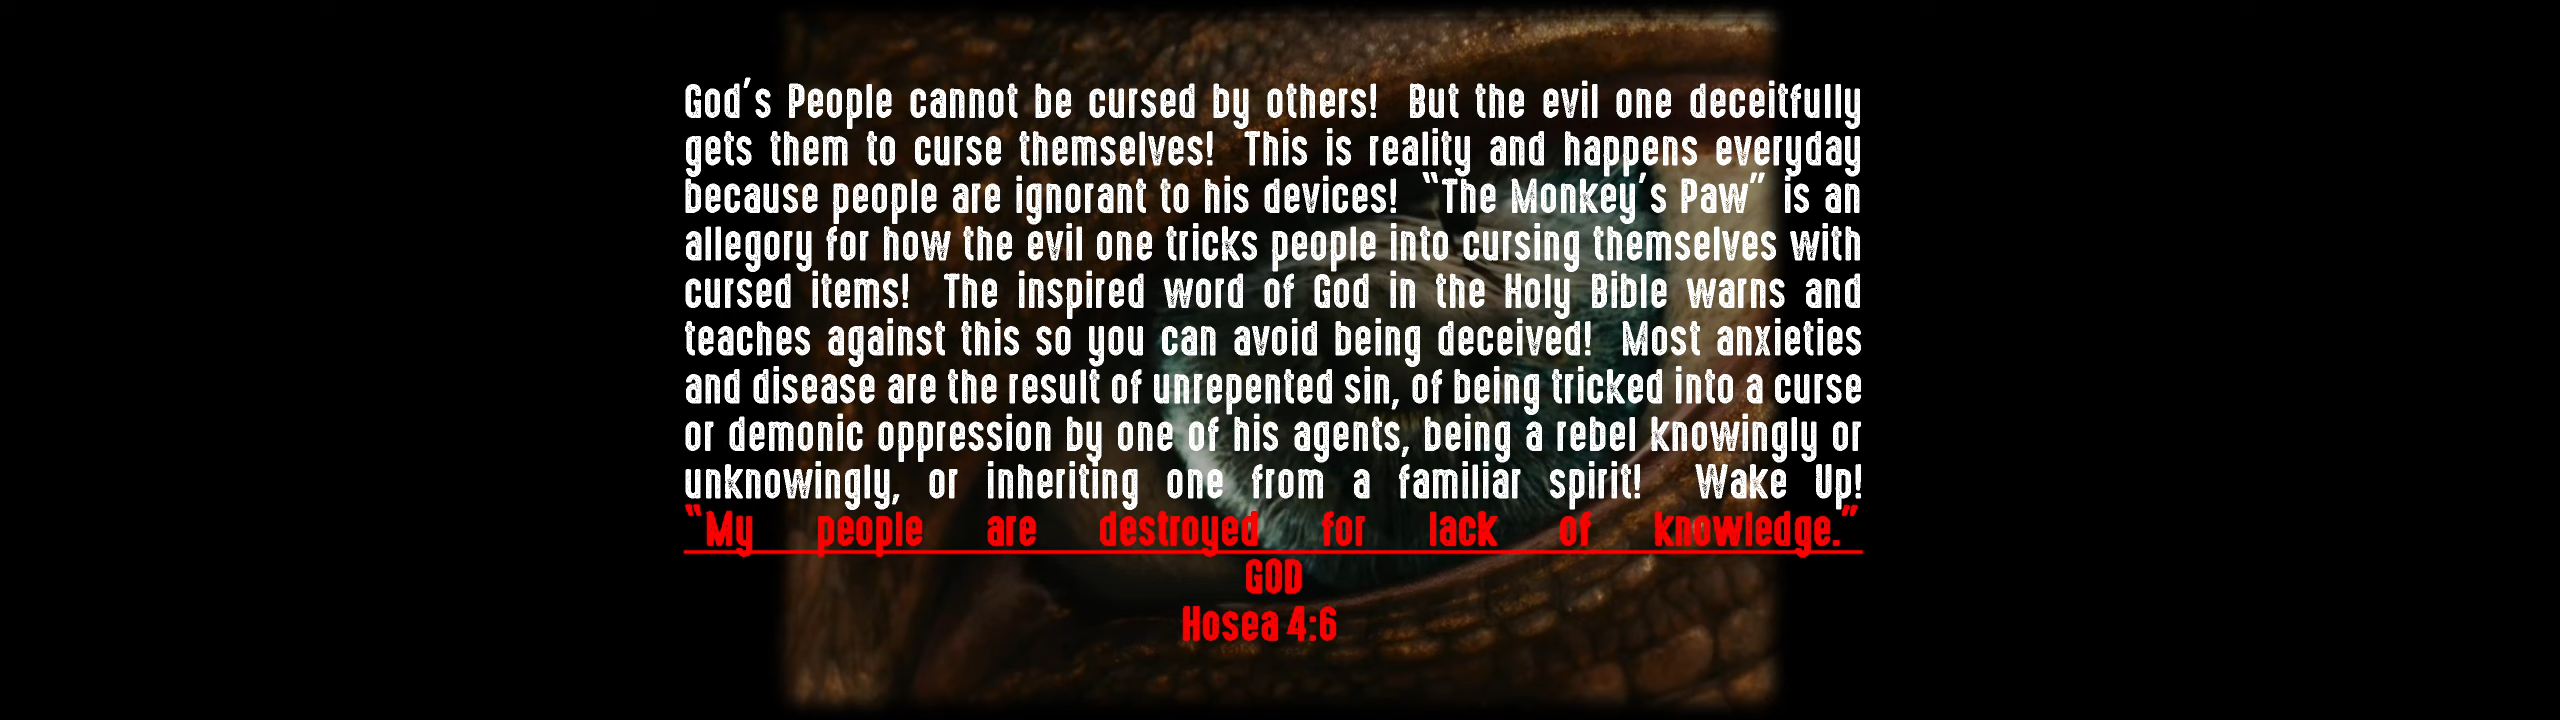 God's People cannot be cursed by others! But the evil one deceitfully
gets them to curse themselves! This is reality and happens everyday
because people are ignorant to his devices! "The Monkey's Paw" is an
allegory for how the evil one tricks people into cursing themselves with
cursed items! The inspired word of God in the Holy Bible warns and
teaches against this so you can avoid being deceived! Most anxieties
and disease are the result of unrepented sin, of being tricked into a curse
or demonic oppression by one of his agents, being a rebel knowingly or
unknowingly, or inheriting one from a familiar spirit! Wake Up!
"My people are destroyed for lack of knowledge."
GOD
Hosea 4:6